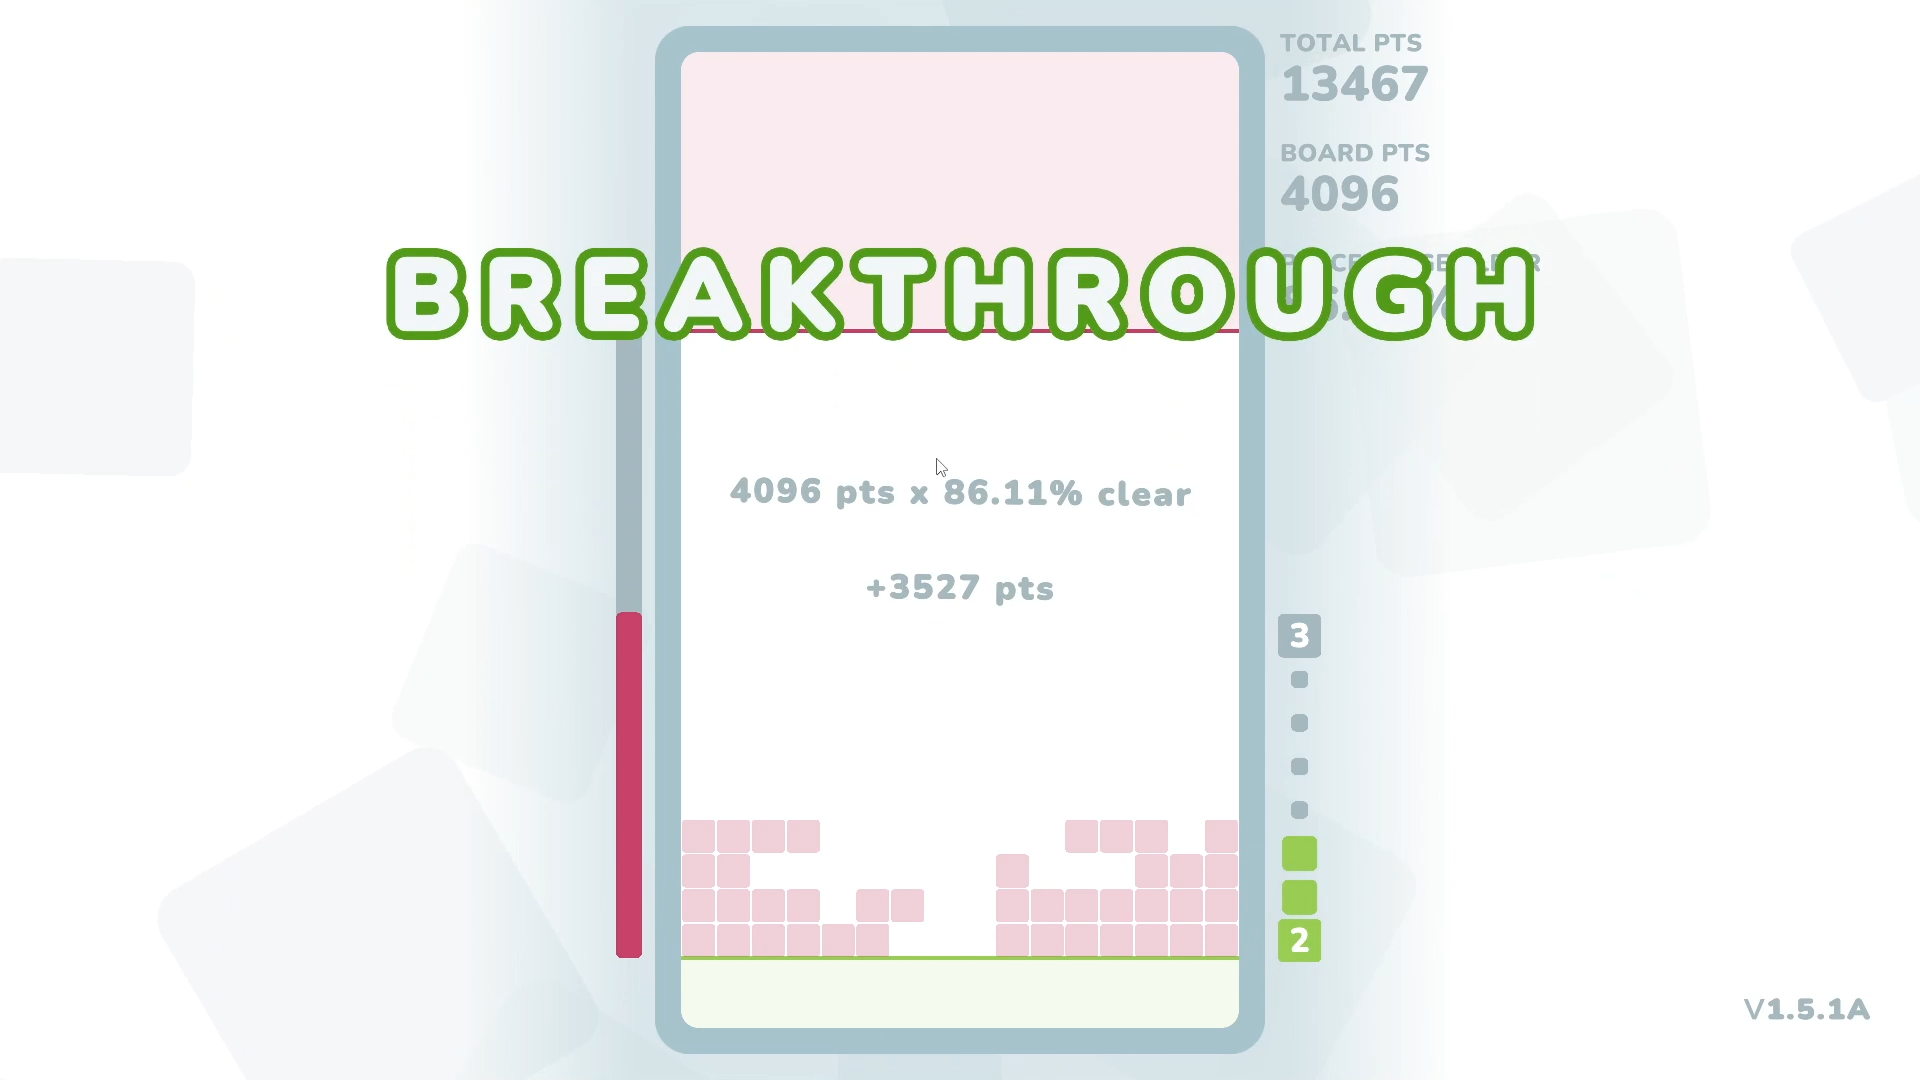 TOTAL PTS
13467
BOARD PTS
4096
BREAKTHROUGH
4096 pts x 86.11% clear
+3527 pts
3
2
V1.5.1A